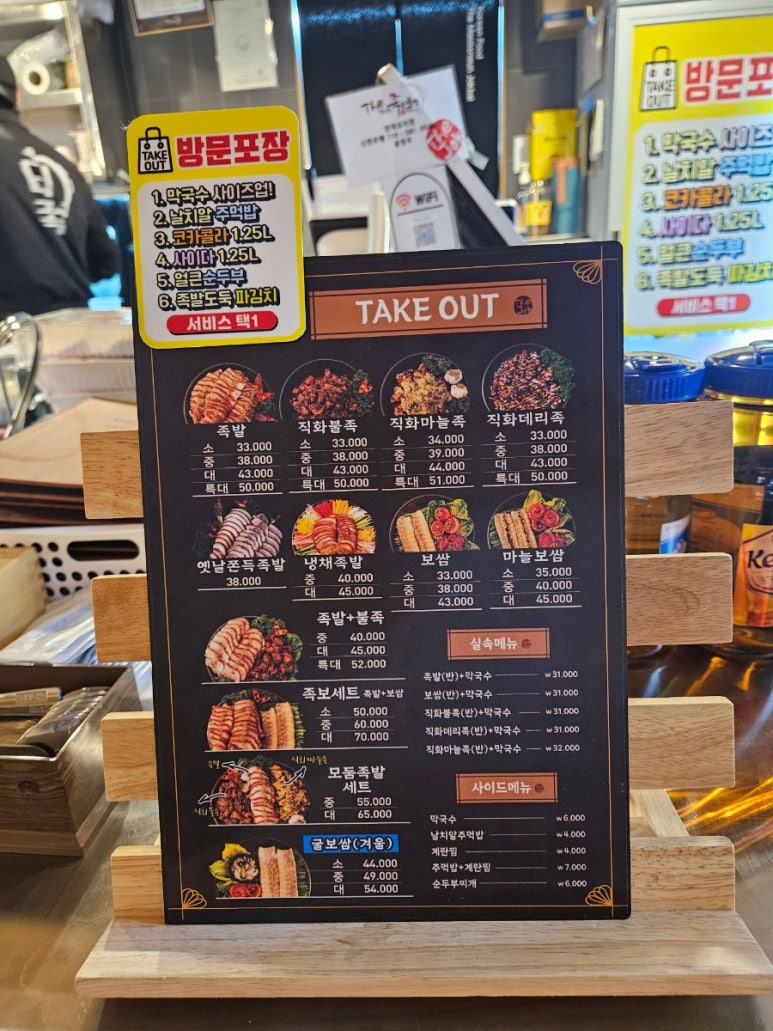 TAKE OUT
방문포장
1. 막국수 사이즈업!
2. 날치알 주먹밥
3. 코카콜라 1.25L
4. 사이다 1.25L
5. 얼큰순두부
6. 족발도둑 파김치
서비스 택1
WiFi
TAKE OUT
방문포장
1. 막국수 사이즈
2. 날치알 주먹밥
3. 코카콜라 1.25
4. 사이다 1.25L
5. 얼큰순두부
6. 족발도둑 파김
서비스 택1
TAKE OUT
족발
소 33.000
중 38.000
대 43.000
특대 50.000
직화불족
소 33.000
중 38.000
대 43.000
특대 50.000
직화마늘족
소 34.000
중 39.000
대 44.000
특대 51.000
직화데리족
소 33.000
중 38.000
대 43.000
특대 50.000
옛날쫀득족발
38.000
냉채족발
중 40.000
대 45.000
보쌈
소 33.000
중 38.000
대 43.000
마늘보쌈
소 35.000
중 40.000
대 45.000
족발+불족
중 40.000
대 45.000
특대 52.000
족보세트 족발+보쌈
소 50.000
중 60.000
대 70.000
모둠족발
세트
중 55.000
대 65.000
굴보쌈(겨울)
소 44.000
중 49.000
대 54.000
실속메뉴
족발(반)+막국수 ₩31.000
보쌈(반)+막국수 ₩31.000
직화불족(반)+막국수 ₩31.000
직화데리족(반)+막국수 ₩31.000
직화마늘족(반)+막국수 ₩32.000
사이드메뉴
막국수 ₩6.000
날치알주먹밥 ₩4.000
계란찜 ₩4.000
주먹밥+계란찜 ₩7.000
순두부찌개 ₩6.000